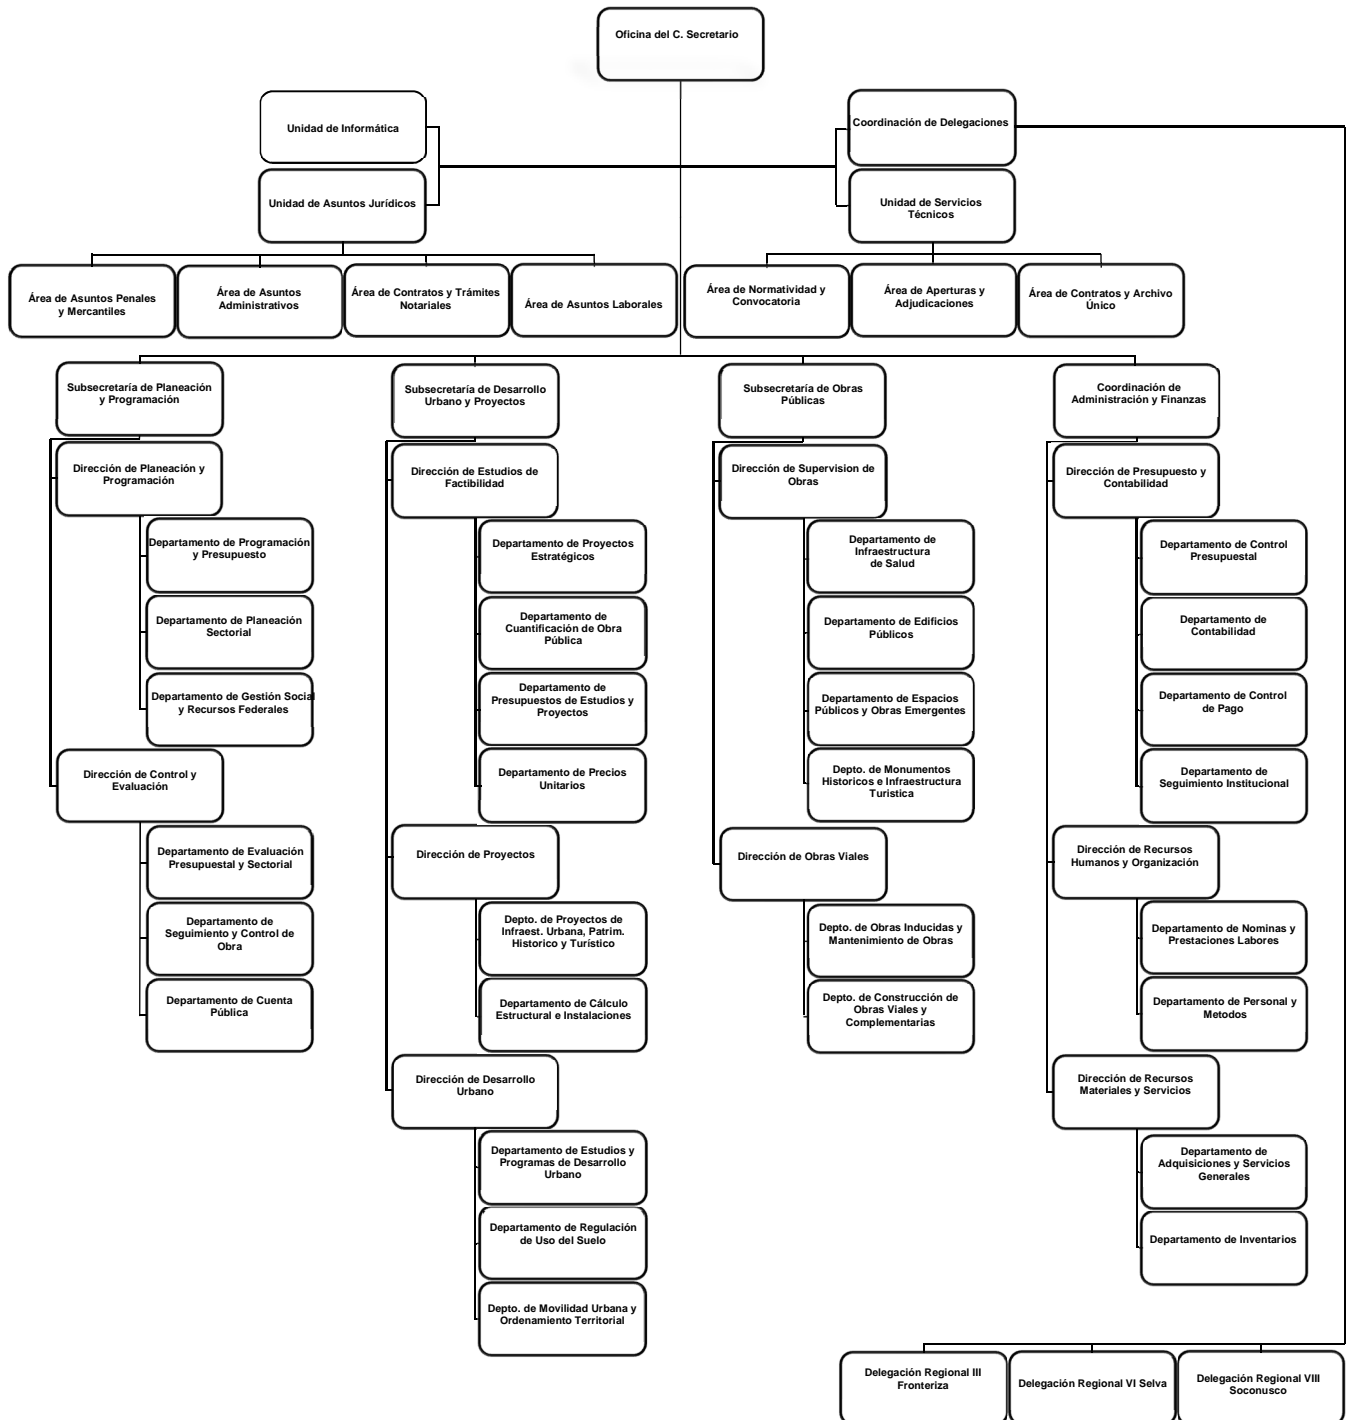 Oficina del C. Secretario
Unidad de Informática
Coordinación de Delegaciones
Unidad de Asuntos Jurídicos
Unidad de Servicios
Técnicos
Área de Asuntos Penales
y Mercantiles
Área de Asuntos
Administrativos
Área de Contratos y Trámites
Notariales
Área de Asuntos Laborales
Área de Normatividad y
Convocatoria
Área de Aperturas y
Adjudicaciones
Área de Contratos y Archivo
Único
Subsecretaría de Planeación
y Programación
Dirección de Planeación y
Programación
Departamento de Programación
y Presupuesto
Departamento de Planeación
Sectorial
Departamento de Gestión Social
y Recursos Federales
Dirección de Control y
Evaluación
Departamento de Evaluación
Presupuestal y Sectorial
Departamento de
Seguimiento y Control de
Obra
Departamento de Cuenta
Pública
Subsecretaría de Desarrollo
Urbano y Proyectos
Dirección de Estudios de
Factibilidad
Departamento de Proyectos
Estratégicos
Departamento de
Cuantificación de Obra
Pública
Departamento de
Presupuestos de Estudios y
Proyectos
Departamento de Precios
Unitarios
Dirección de Proyectos
Depto. de Proyectos de
Infraest. Urbana, Patrim.
Historico y Turístico
Departamento de Cálculo
Estructural e Instalaciones
Dirección de Desarrollo
Urbano
Departamento de Estudios y
Programas de Desarrollo
Urbano
Departamento de Regulación
de Uso del Suelo
Depto. de Movilidad Urbana y
Ordenamiento Territorial
Subsecretaría de Obras
Públicas
Dirección de Supervision de
Obras
Departamento de
Infraestructura
de Salud
Departamento de Edificios
Públicos
Departamento de Espacios
Públicos y Obras Emergentes
Depto. de Monumentos
Historicos e Infraestructura
Turistica
Dirección de Obras Viales
Depto. de Obras Inducidas y
Mantenimiento de Obras
Depto. de Construcción de
Obras Viales y
Complementarias
Coordinación de
Administración y Finanzas
Dirección de Presupuesto y
Contabilidad
Departamento de Control
Presupuestal
Departamento de
Contabilidad
Departamento de Control
de Pago
Departamento de
Seguimiento Institucional
Dirección de Recursos
Humanos y Organización
Departamento de Nominas y
Prestaciones Labores
Departamento de Personal y
Metodos
Dirección de Recursos
Materiales y Servicios
Departamento de
Adquisiciones y Servicios
Generales
Departamento de Inventarios
Delegación Regional III
Fronteriza
Delegación Regional VI Selva
Delegación Regional VIII
Soconusco